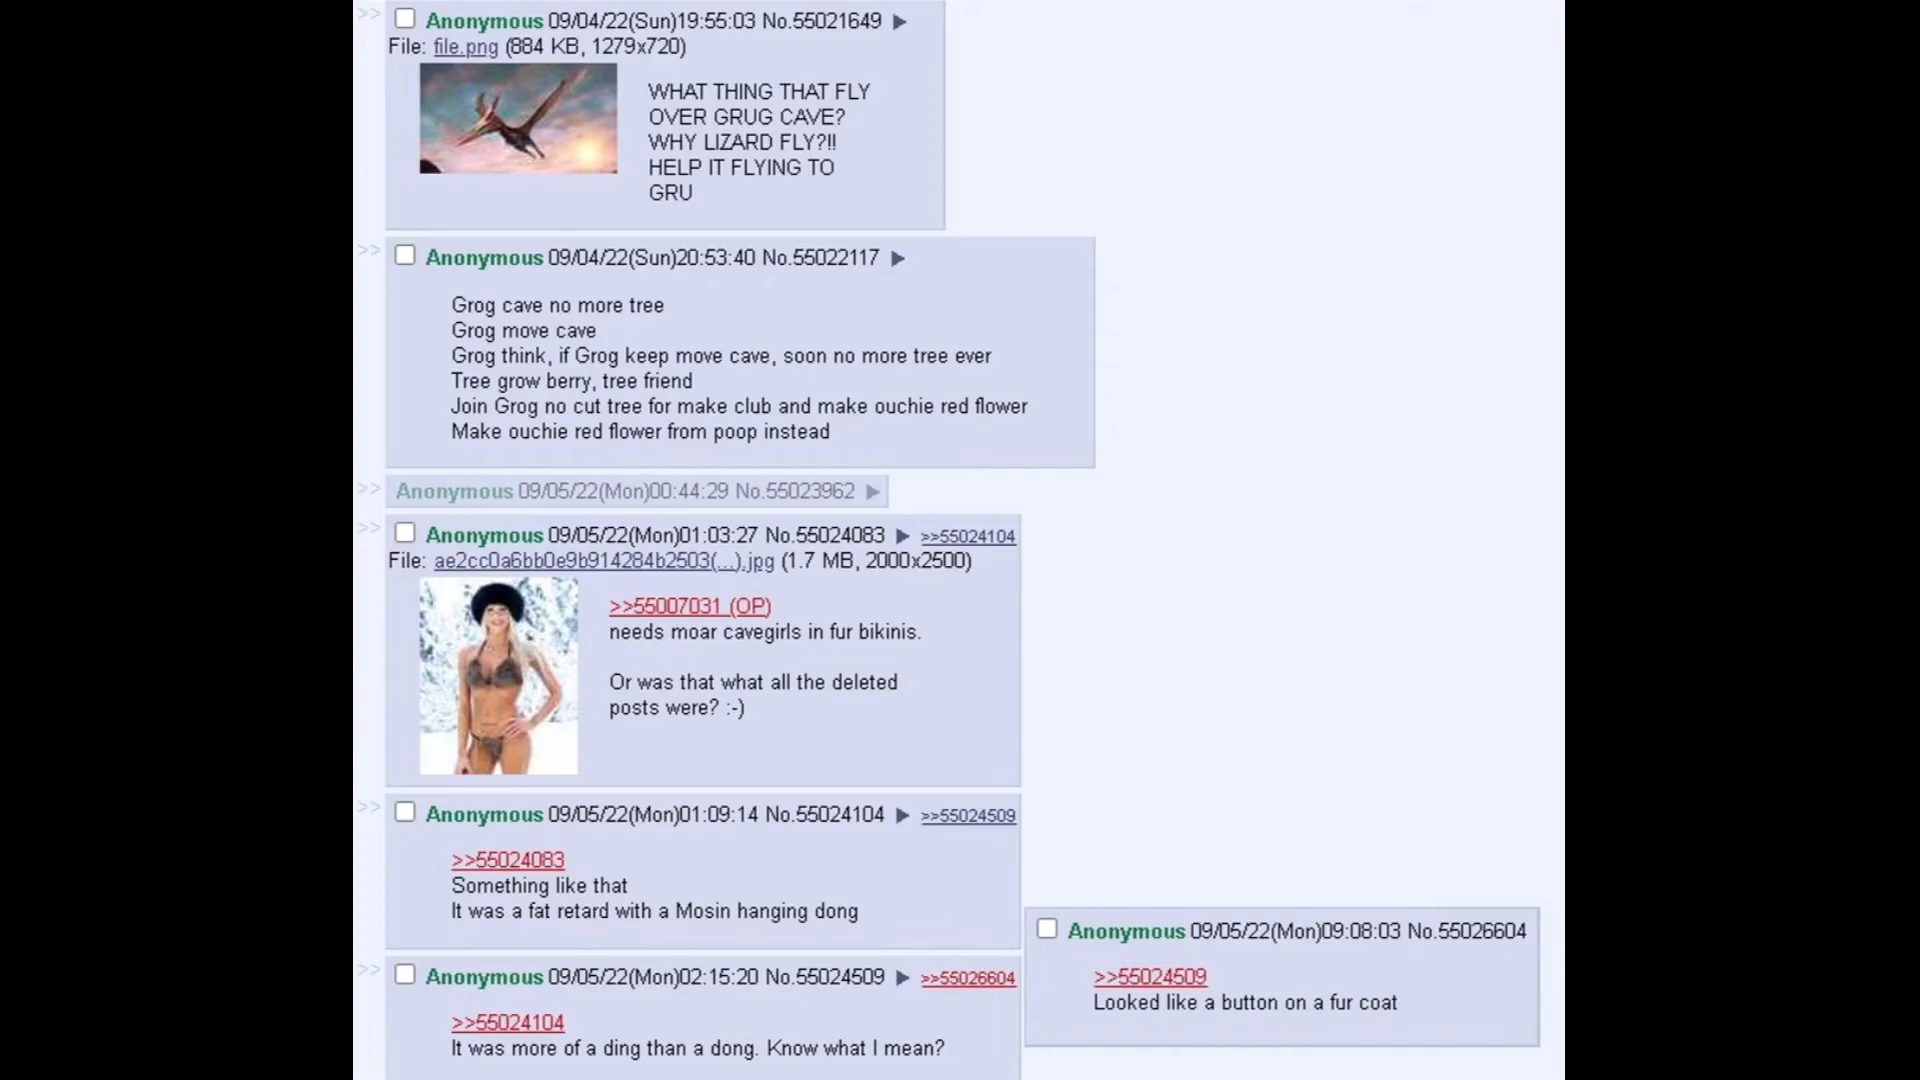 >> Anonymous 09/04/22(Sun)19:55:03 No.55021649 ▶
File: file.png (884 KB, 1279x720)
WHAT THING THAT FLY
OVER GRUG CAVE?
WHY LIZARD FLY?!!
HELP IT FLYING TO
GRU
>> Anonymous 09/04/22(Sun)20:53:40 No.55022117 ▶
Grog cave no more tree
Grog move cave
Grog think, if Grog keep move cave, soon no more tree ever
Tree grow berry, tree friend
Join Grog no cut tree for make club and make ouchie red flower
Make ouchie red flower from poop instead
>> Anonymous 09/05/22(Mon)00:44:29 No.55023962 ▶
>> Anonymous 09/05/22(Mon)01:03:27 No.55024083 ▶ >>55024104
File: ae2cc0a6bb0e9b914284b2503(...).jpg (1.7 MB, 2000x2500)
>>55007031 (OP)
needs moar cavegirls in fur bikinis.
Or was that what all the deleted
posts were? :-)
>> Anonymous 09/05/22(Mon)01:09:14 No.55024104 ▶ >>55024509
>>55024083
Something like that
It was a fat retard with a Mosin hanging dong
>> Anonymous 09/05/22(Mon)02:15:20 No.55024509 ▶ >>55026604
>>55024104
It was more of a ding than a dong. Know what I mean?
Anonymous 09/05/22(Mon)09:08:03 No.55026604
>>55024509
Looked like a button on a fur coat